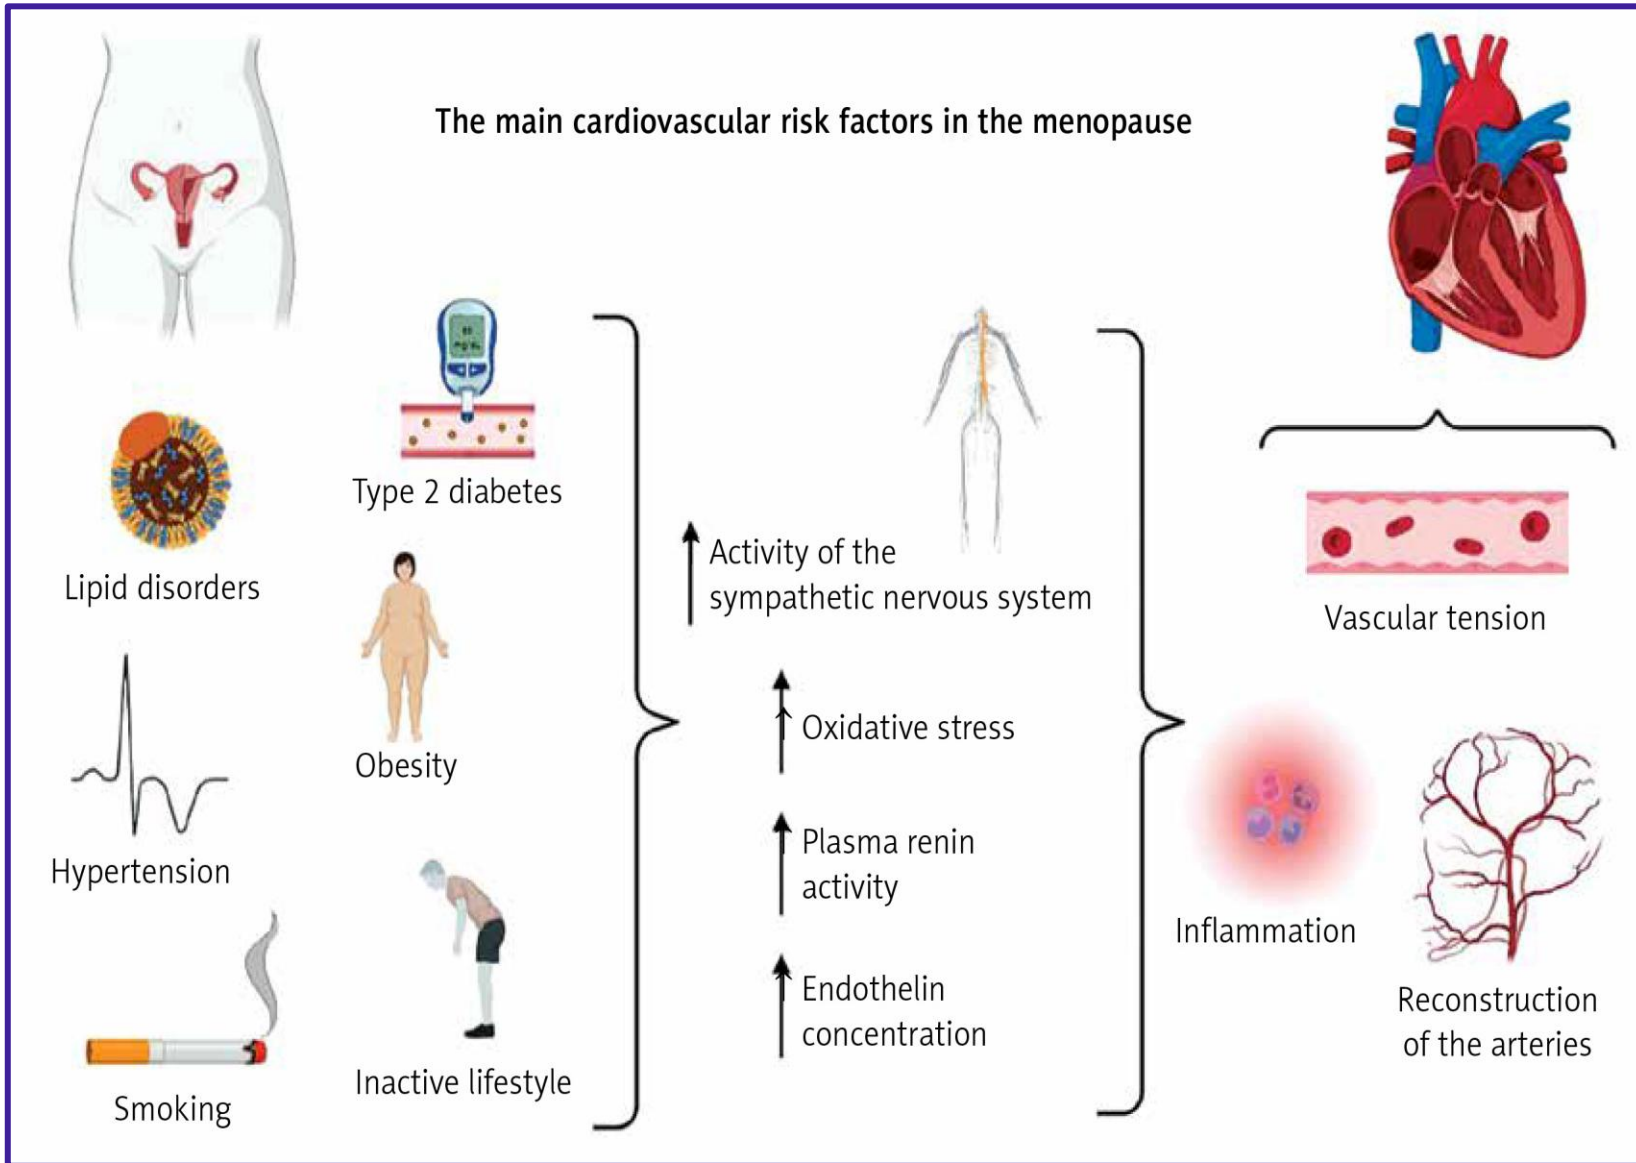 The main cardiovascular risk factors in the menopause
Type 2 diabetes
Lipid disorders
Obesity
Hypertension
Inactive lifestyle
Smoking
Activity of the
sympathetic nervous system
Oxidative stress
Plasma renin
activity
Endothelin
concentration
Vascular tension
Inflammation
Reconstruction
of the arteries